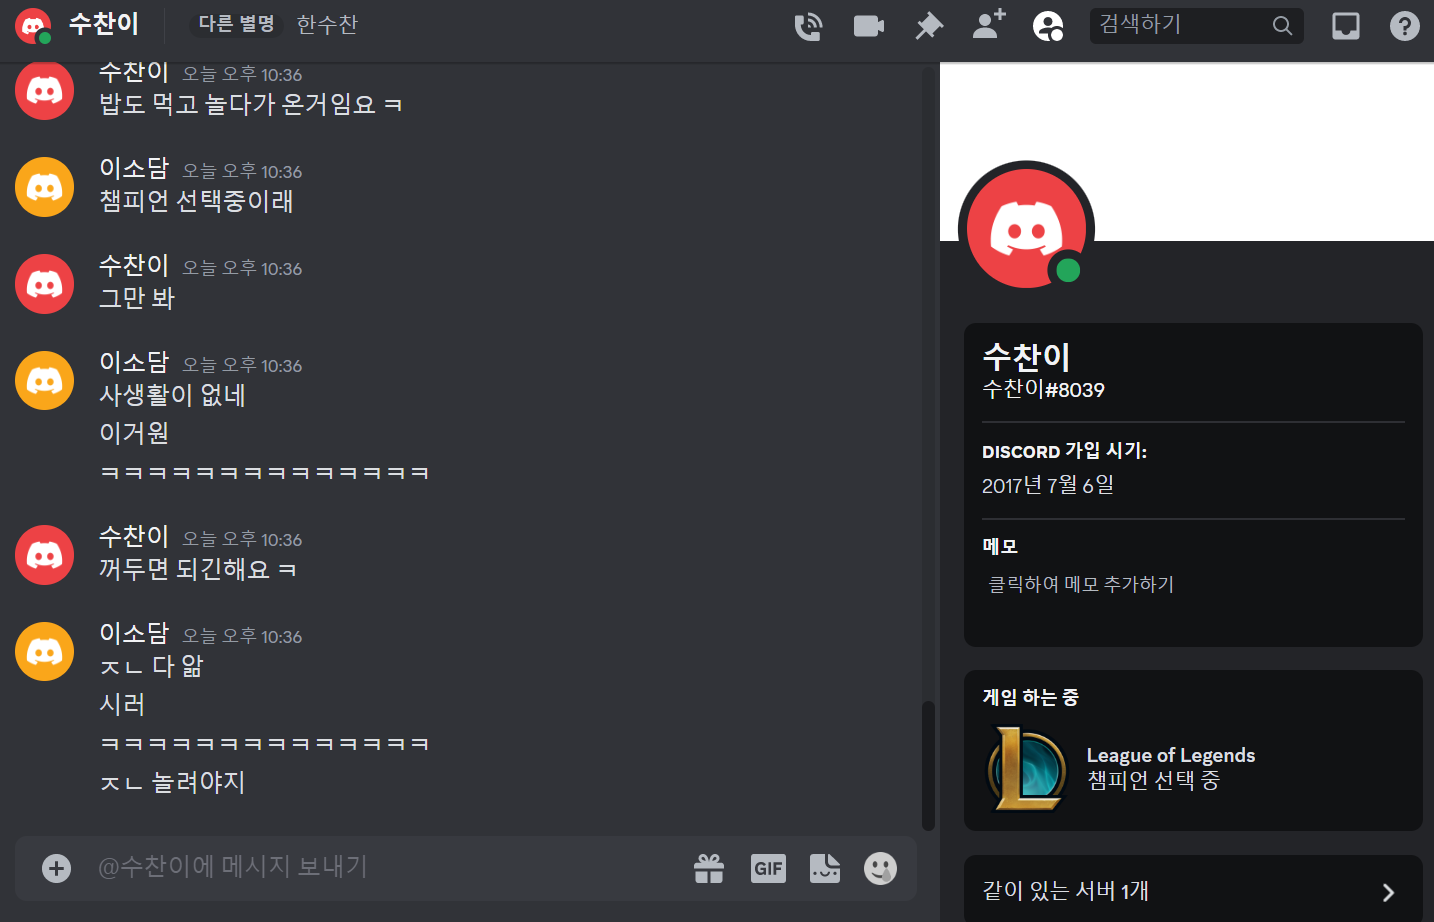 수찬이 다른 별명 한수찬 검색하기
수찬이 오늘 오후 10:36
밥도 먹고 놀다가 온거임요 ㅋ
이소담 오늘 오후 10:36
챔피언 선택중이래
수찬이 오늘 오후 10:36
그만 봐
이소담 오늘 오후 10:36
사생활이 없네
이거원
ㅋㅋㅋㅋㅋㅋㅋㅋㅋㅋㅋㅋㅋㅋ
수찬이 오늘 오후 10:36
꺼두면 되긴해요 ㅋ
이소담 오늘 오후 10:36
ㅈㄴ 다 앎
시러
ㅋㅋㅋㅋㅋㅋㅋㅋㅋㅋㅋㅋㅋㅋ
ㅈㄴ 놀려야지
@수찬이에 메시지 보내기
GIF
수찬이
수찬이#8039
DISCORD 가입 시기:
2017년 7월 6일
메모
클릭하여 메모 추가하기
게임 하는 중
League of Legends
챔피언 선택 중
같이 있는 서버 1개